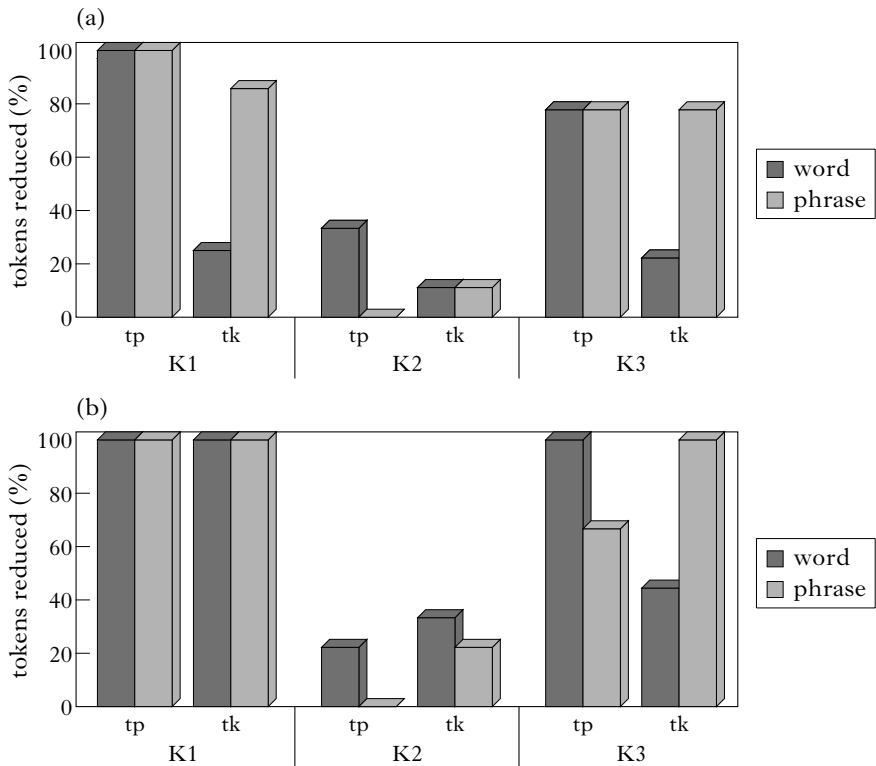 (a)
tokens reduced (%)
100
80
60
40
20
0
tp tk tp tk tp tk
K1 K2 K3
word
phrase
(b)
tokens reduced (%)
100
80
60
40
20
0
tp tk tp tk tp tk
K1 K2 K3
word
phrase